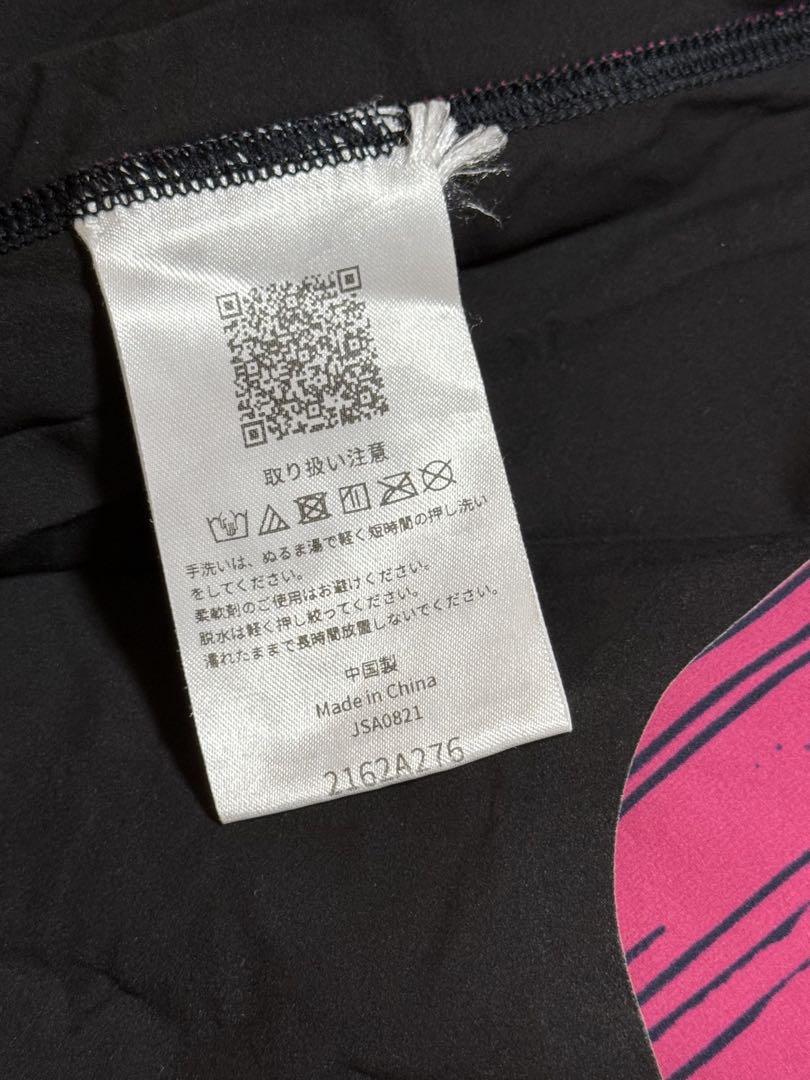 取り扱い注意
手洗いは、ぬるま湯で軽く短時間の押し洗い
をしてください。
柔軟剤のご使用はお避けください。
脱水は軽く押し絞ってください。
濡れたままで長時間放置しないでください。
中国製
Made in China
JSA0821
2162A276